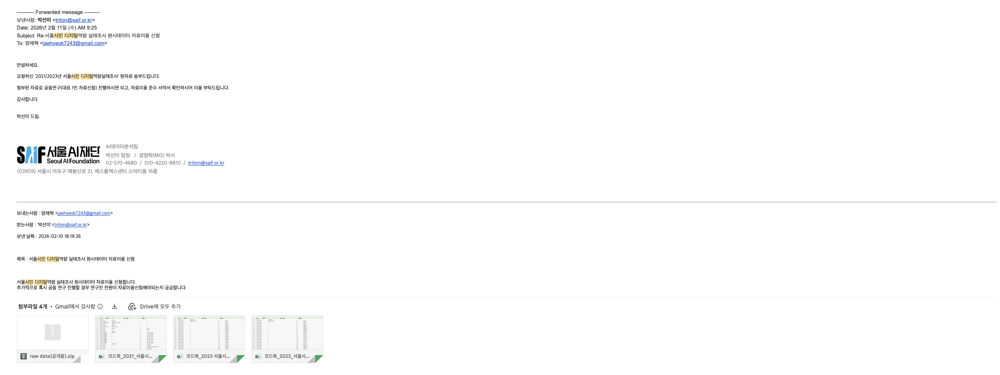 ---------- Forwarded message ---------
보낸사람: 박선미 <triton@saif.or.kr>
Date: 2026년 2월 11일 (수) AM 9:25
Subject: Re:서울시민 디지털역량 실태조사 원시데이터 자료이용 신청
To: 양재혁 <jaehyeok7243@gmail.com>
안녕하세요.
요청하신 '2021/2023년 서울시민 디지털역량실태조사' 원자료 송부드립니다.
첨부된 자료로 공동연구(대표 1인 자료신청) 진행하시면 되고, 자료이용 준수 서약서 확인하시어 이용 부탁드립니다.
감사합니다.
박선미 드림.
SAIF 서울AI재단
Seoul AI Foundation
AI데이터분석팀
박선미 팀장 / 경영학(MIS) 박사
02-570-4680 / 010-4220-8810 / triton@saif.or.kr
(03909) 서울시 마포구 매봉산로 31, 에스플렉스센터 스마티움 16층
보내는사람 : 양재혁 <jaehyeok7243@gmail.com>
받는사람 : '박선미'<triton@saif.or.kr>
보낸 날짜 : 2026-02-10 18:19:26
제목 : 서울시민 디지털역량 실태조사 원시데이터 자료이용 신청
서울시민 디지털역량 실태조사 원시데이터 자료이용 신청합니다.
추가적으로 혹시 공동 연구 진행할 경우 연구진 전원이 자료이용신청해야되는지 궁금합니다.
첨부파일 4개 • Gmail에서 검사함
Drive에 모두 추가
raw data(공개용).zip
코드북_2021_서울시...
코드북_2023 서울시...
코드북_2023_서울시...